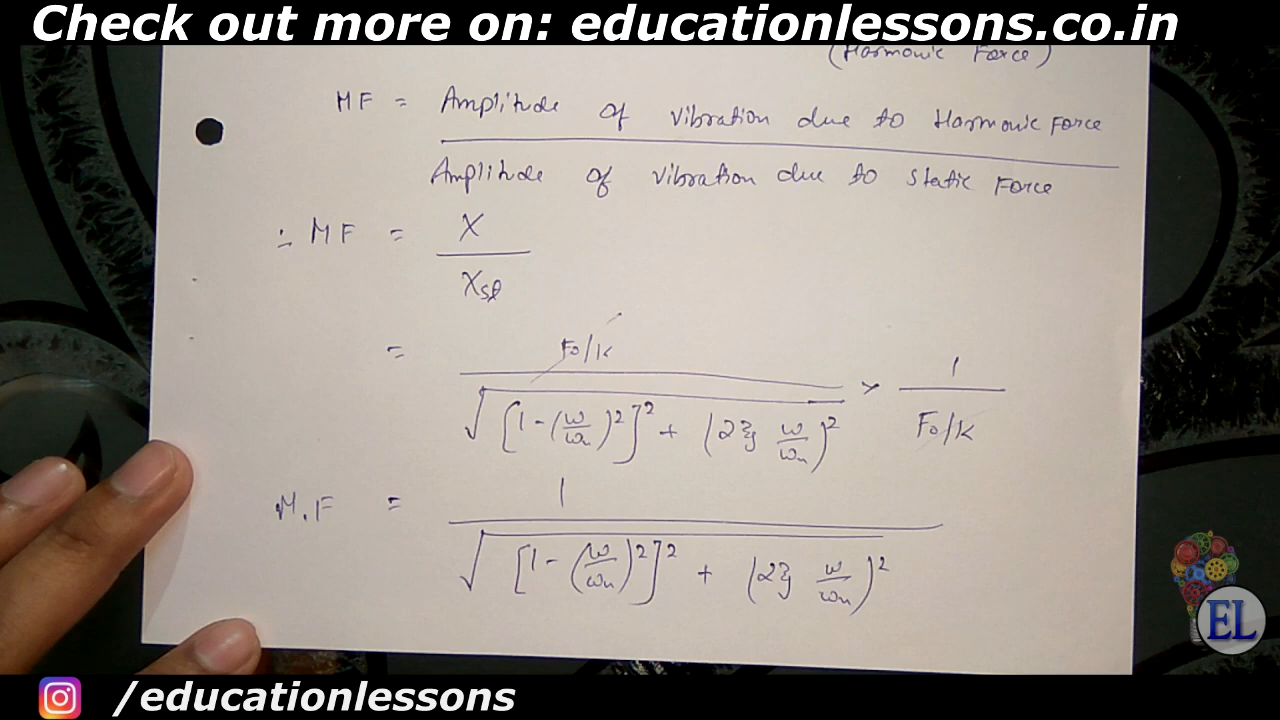 Check out more on: educationlessons.co.in
(Harmonic Force)
MF = Amplitude of vibration due to Harmonic Force
Amplitude of vibration due to Static Force
∴ MF = X
Xst
= Fo/K
√ [1-(ω/ωn)²]² + (2ξ ω/ωn)² × 1
Fo/K
M.F = 1
√ [1-(ω/ωn)²]² + (2ξ ω/ωn)²
EL
/educationlessons